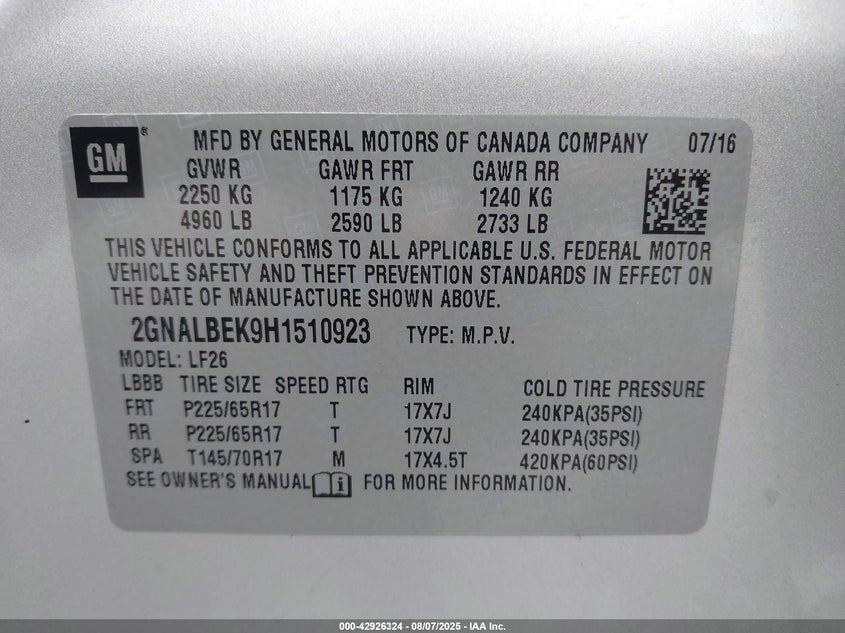 GM ® MFD BY GENERAL MOTORS OF CANADA COMPANY 07/16
GVWR GAWR FRT GAWR RR
2250 KG 1175 KG 1240 KG
4960 LB 2590 LB 2733 LB
THIS VEHICLE CONFORMS TO ALL APPLICABLE U.S. FEDERAL MOTOR
VEHICLE SAFETY AND THEFT PREVENTION STANDARDS IN EFFECT ON
THE DATE OF MANUFACTURE SHOWN ABOVE.
2GNALBEK9H1510923 TYPE: M.P.V.
MODEL: LF26
LBBB TIRE SIZE SPEED RTG RIM COLD TIRE PRESSURE
FRT P225/65R17 T 17X7J 240KPA(35PSI)
RR P225/65R17 T 17X7J 240KPA(35PSI)
SPA T145/70R17 M 17X4.5T 420KPA(60PSI)
SEE OWNER'S MANUAL i FOR MORE INFORMATION.
000-42926324 - 08/07/2025 - IAA Inc.